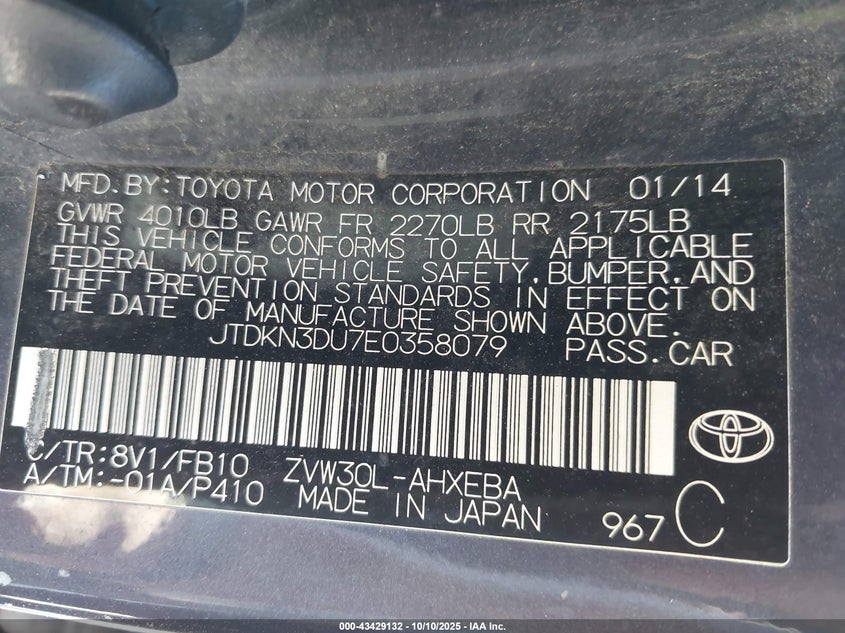 MFD.BY:TOYOTA MOTOR CORPORATION 01/14
GVWR 4010LB GAWR FR 2270LB RR 2175LB
THIS VEHICLE CONFORMS TO ALL APPLICABLE
FEDERAL MOTOR VEHICLE SAFETY,BUMPER,AND
THEFT PREVENTION STANDARDS IN EFFECT ON
THE DATE OF MANUFACTURE SHOWN ABOVE.
JTDKN3DU7E0358079 PASS.CAR
C/TR:8V1/FB10 ZVW30L-AHXEBA
A/TM:-01A/P410 MADE IN JAPAN 967 C
000-43429132 - 10/10/2025 - IAA Inc.